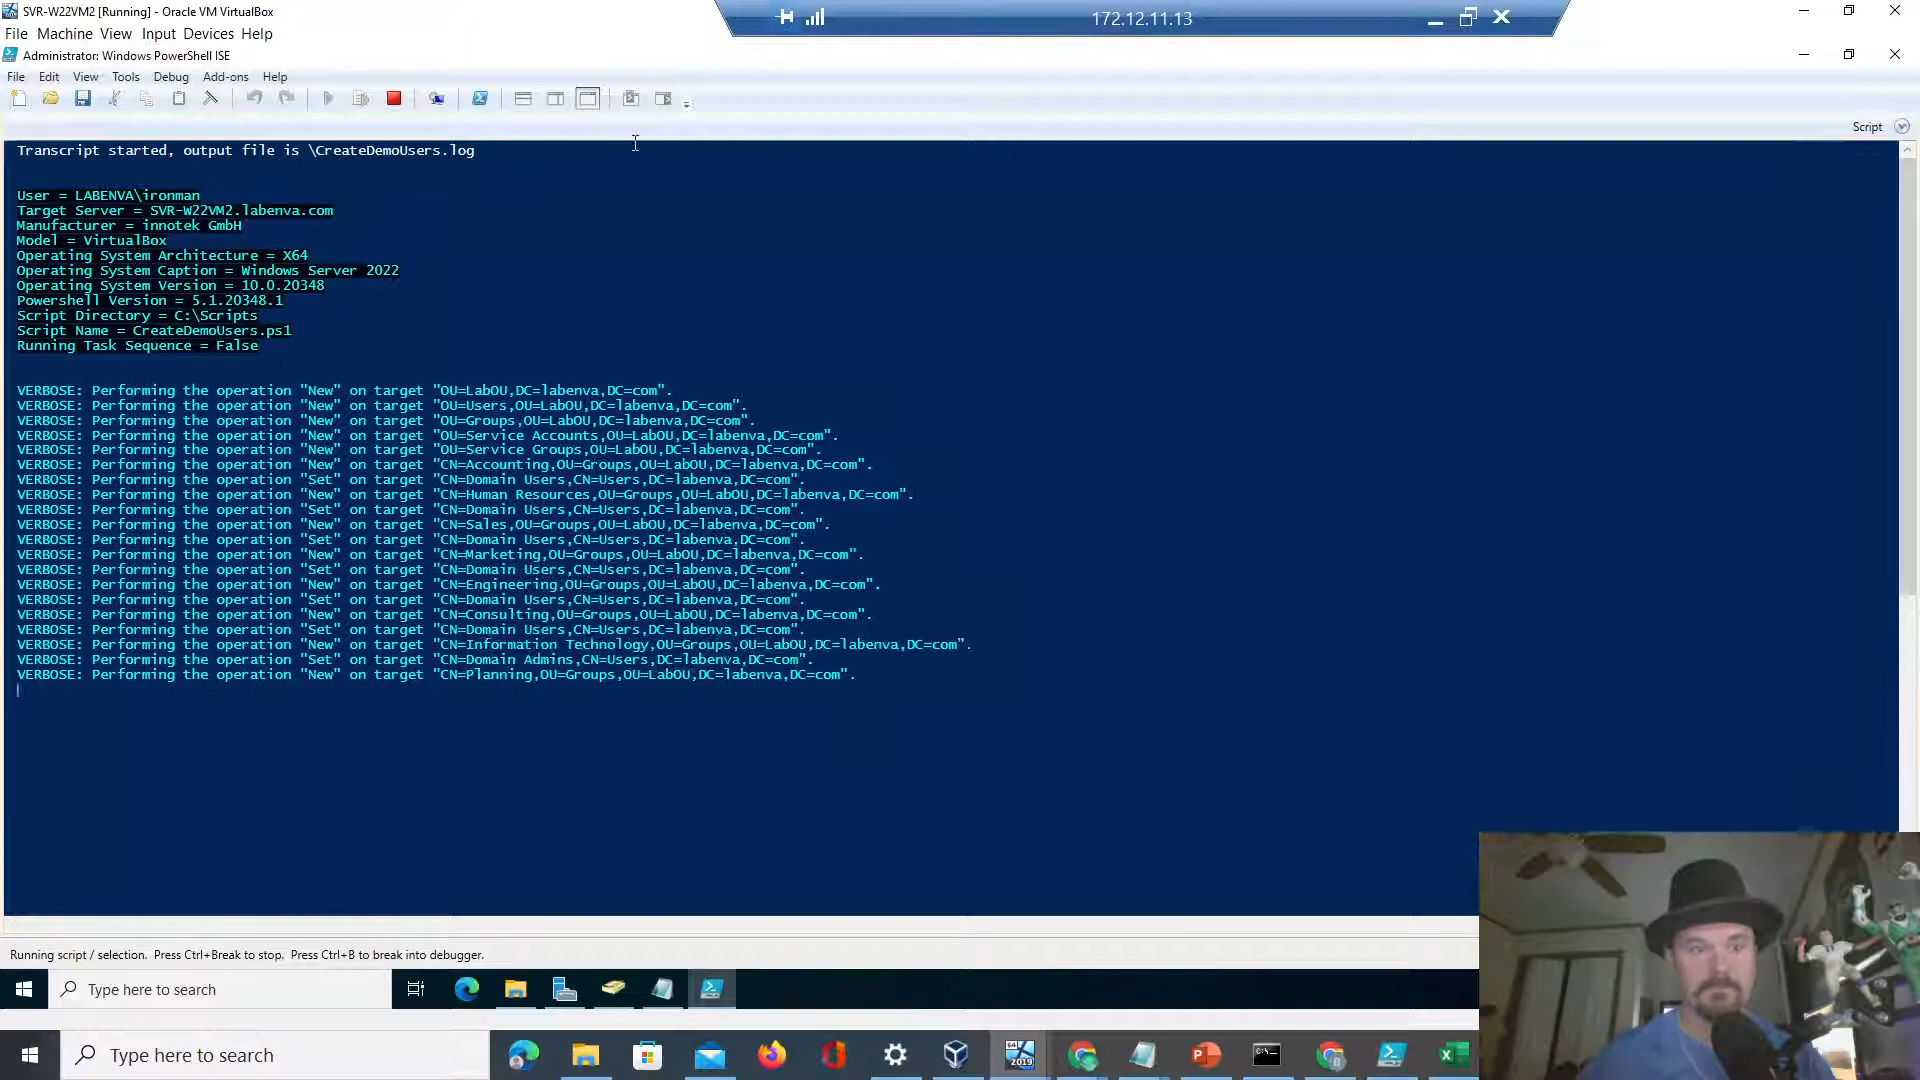 SVR-W22VM2 [Running] - Oracle VM VirtualBox
172.12.11.13
File Machine View Input Devices Help
Administrator: Windows PowerShell ISE
File Edit View Tools Debug Add-ons Help
Script
Transcript started, output file is \CreateDemoUsers.log
User = LABENVA\ironman
Target Server = SVR-W22VM2.labenva.com
Manufacturer = innotek GmbH
Model = VirtualBox
Operating System Architecture = X64
Operating System Caption = Windows Server 2022
Operating System Version = 10.0.20348
Powershell Version = 5.1.20348.1
Script Directory = C:\Scripts
Script Name = CreateDemoUsers.ps1
Running Task Sequence = False
VERBOSE: Performing the operation "New" on target "OU=LabOU,DC=labenva,DC=com".
VERBOSE: Performing the operation "New" on target "OU=Users,OU=LabOU,DC=labenva,DC=com".
VERBOSE: Performing the operation "New" on target "OU=Groups,OU=LabOU,DC=labenva,DC=com".
VERBOSE: Performing the operation "New" on target "OU=Service Accounts,OU=LabOU,DC=labenva,DC=com".
VERBOSE: Performing the operation "New" on target "OU=Service Groups,OU=LabOU,DC=labenva,DC=com".
VERBOSE: Performing the operation "New" on target "CN=Accounting,OU=Groups,OU=LabOU,DC=labenva,DC=com".
VERBOSE: Performing the operation "Set" on target "CN=Domain Users,CN=Users,DC=labenva,DC=com".
VERBOSE: Performing the operation "New" on target "CN=Human Resources,OU=Groups,OU=LabOU,DC=labenva,DC=com".
VERBOSE: Performing the operation "Set" on target "CN=Domain Users,CN=Users,DC=labenva,DC=com".
VERBOSE: Performing the operation "New" on target "CN=Sales,OU=Groups,OU=LabOU,DC=labenva,DC=com".
VERBOSE: Performing the operation "Set" on target "CN=Domain Users,CN=Users,DC=labenva,DC=com".
VERBOSE: Performing the operation "New" on target "CN=Marketing,OU=Groups,OU=LabOU,DC=labenva,DC=com".
VERBOSE: Performing the operation "Set" on target "CN=Domain Users,CN=Users,DC=labenva,DC=com".
VERBOSE: Performing the operation "New" on target "CN=Engineering,OU=Groups,OU=LabOU,DC=labenva,DC=com".
VERBOSE: Performing the operation "Set" on target "CN=Domain Users,CN=Users,DC=labenva,DC=com".
VERBOSE: Performing the operation "New" on target "CN=Consulting,OU=Groups,OU=LabOU,DC=labenva,DC=com".
VERBOSE: Performing the operation "Set" on target "CN=Domain Users,CN=Users,DC=labenva,DC=com".
VERBOSE: Performing the operation "New" on target "CN=Information Technology,OU=Groups,OU=LabOU,DC=labenva,DC=com".
VERBOSE: Performing the operation "Set" on target "CN=Domain Admins,CN=Users,DC=labenva,DC=com".
VERBOSE: Performing the operation "New" on target "CN=Planning,OU=Groups,OU=LabOU,DC=labenva,DC=com".
Running script / selection. Press Ctrl+Break to stop. Press Ctrl+B to break into debugger.
Type here to search
Type here to search
64
2019